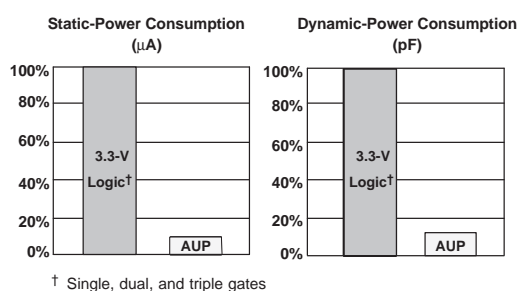 Static-Power Consumption
(μA)
100%
80%
60%
40%
20%
0%
3.3-V
Logic†
AUP
Dynamic-Power Consumption
(pF)
100%
80%
60%
40%
20%
0%
3.3-V
Logic†
AUP
† Single, dual, and triple gates